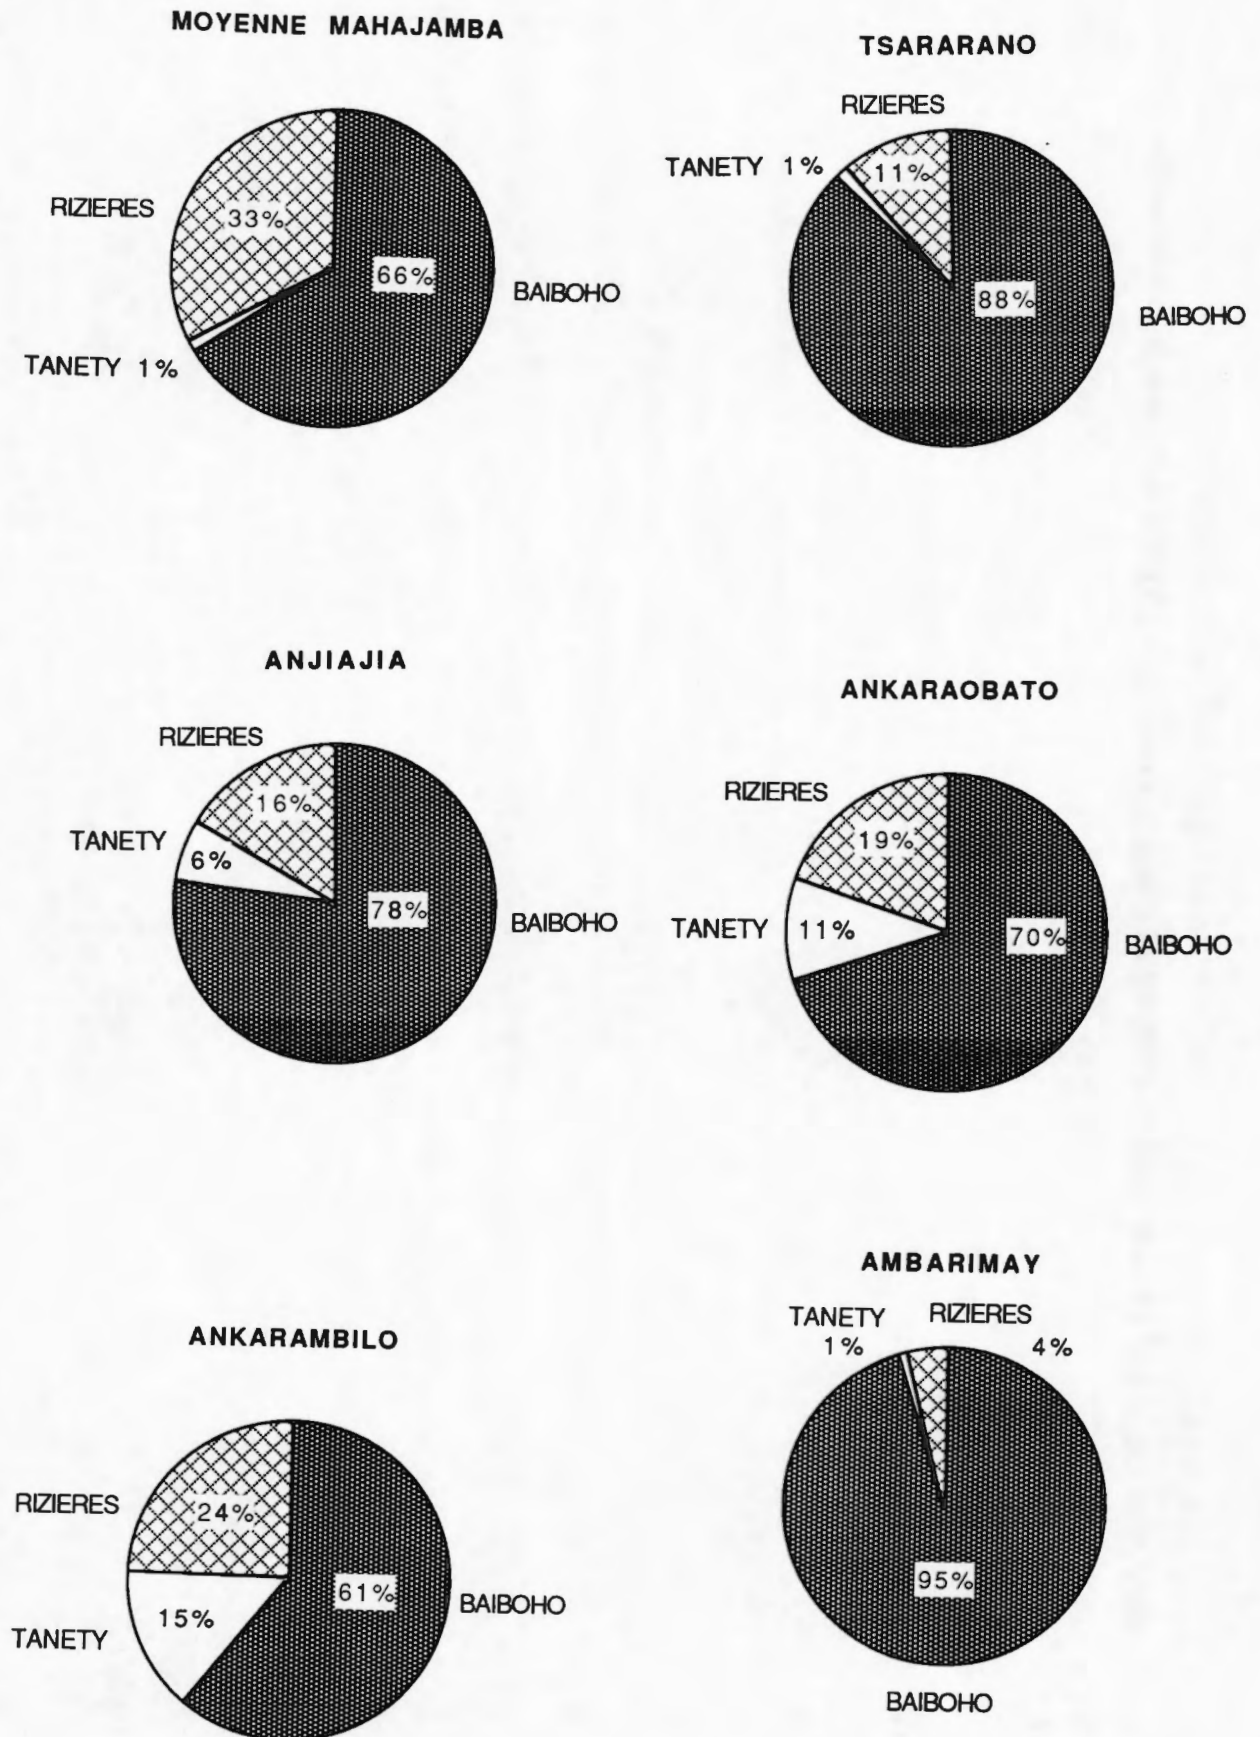 MOYENNE MAHAJAMBA
RIZIERES
33%
66%
BAIBOHO
TANETY 1%
TSARARANO
RIZIERES
TANETY 1%
11%
88%
BAIBOHO
ANJIAJIA
RIZIERES
16%
TANETY
6%
78%
BAIBOHO
ANKARAOBATO
RIZIERES
19%
TANETY
11%
70%
BAIBOHO
ANKARAMBILO
RIZIERES
24%
61%
BAIBOHO
15%
TANETY
AMBARIMAY
TANETY
1%
RIZIERES
4%
95%
BAIBOHO